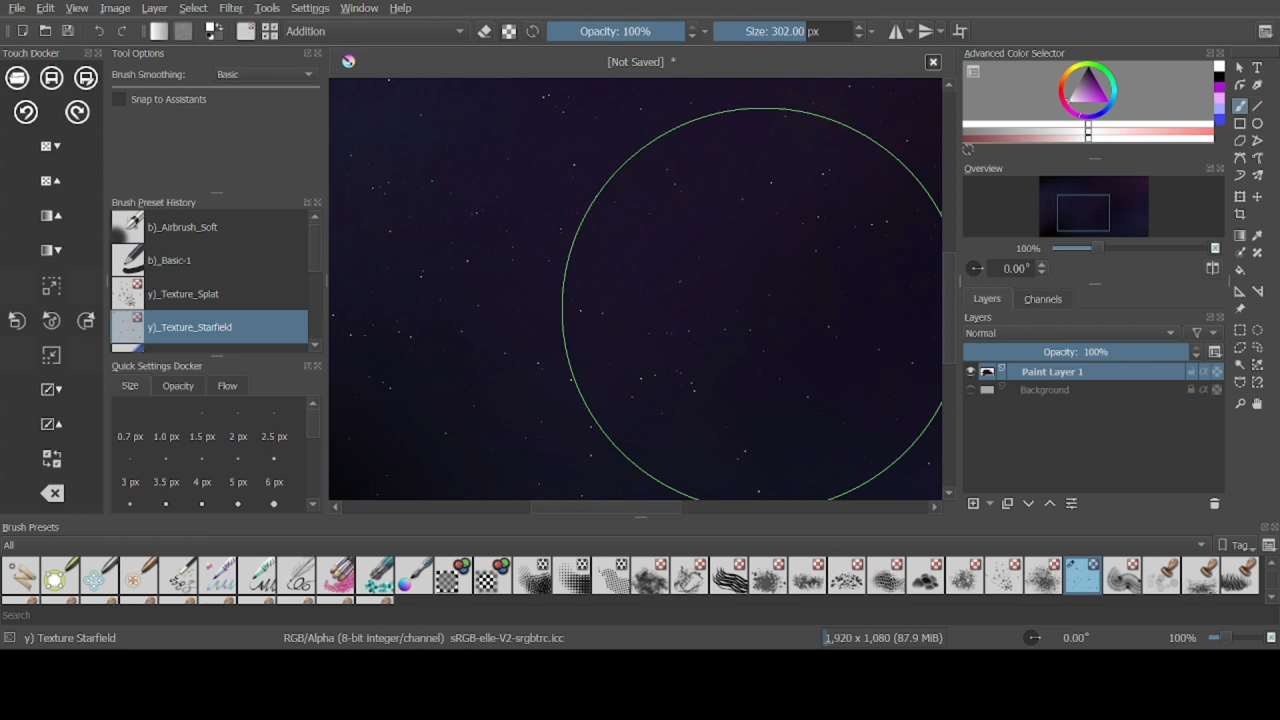 File Edit View Image Layer Select Filter Tools Settings Window Help
Addition
Opacity: 100%
Size: 302.00 px
Touch Docker
Tool Options
Brush Smoothing: Basic
Snap to Assistants
Brush Preset History
b)_Airbrush_Soft
b)_Basic-1
y)_Texture_Splat
y)_Texture_Starfield
Quick Settings Docker
Size Opacity Flow
0.7 px 1.0 px 1.5 px 2 px 2.5 px
3 px 3.5 px 4 px 5 px 6 px
[Not Saved] *
Advanced Color Selector
Overview
100%
0.00°
Layers Channels
Layers
Normal
Opacity: 100%
Paint Layer 1
Background
Brush Presets
All
Tag
Search
y) Texture Starfield
RGB/Alpha (8-bit integer/channel) sRGB-elle-V2-srgbtrc.icc
1,920 x 1,080 (87.9 MiB)
0.00°
100%